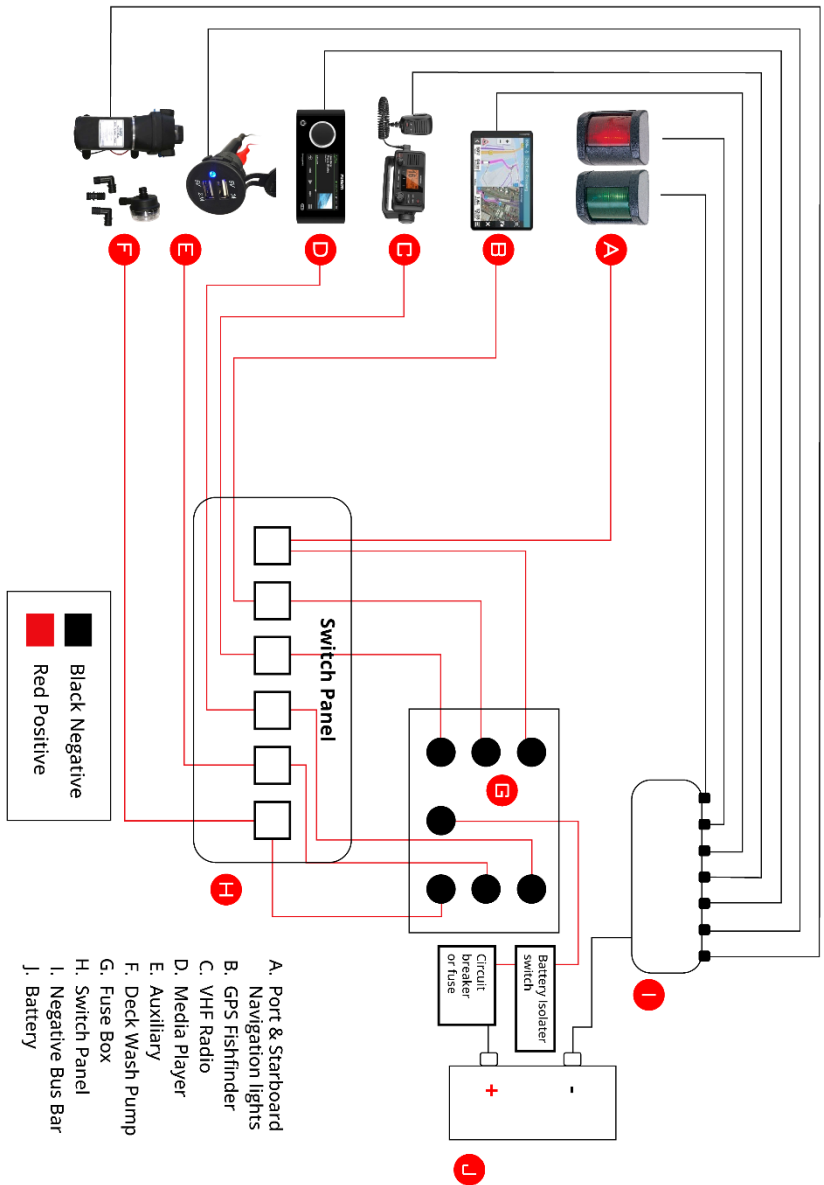 F
E
D
C
B
A
Switch Panel
G
H
Black Negative
Red Positive
I
Battery Isolater
switch
Circuit
breaker
or fuse
-
+
J
A. Port & Starboard
Navigation lights
B. GPS Fishfinder
C. VHF Radio
D. Media Player
E. Auxiliary
F. Deck Wash Pump
G. Fuse Box
H. Switch Panel
I. Negative Bus Bar
J. Battery